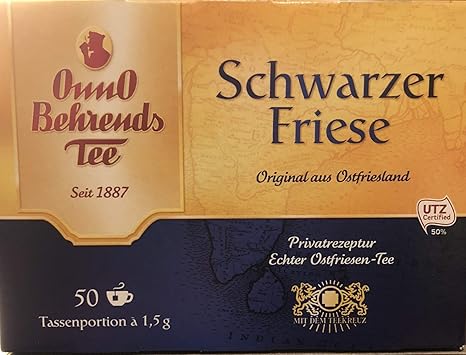 OnnO
Behrends
Tee
Seit 1887
Schwarzer
Friese
Original aus Ostfriesland
UTZ
Certified
50%
Privatrezeptur
Echter Ostfriesen-Tee
50
Tassenportion à 1,5 g
MIT DEM TEEKREUZ
INDIAN